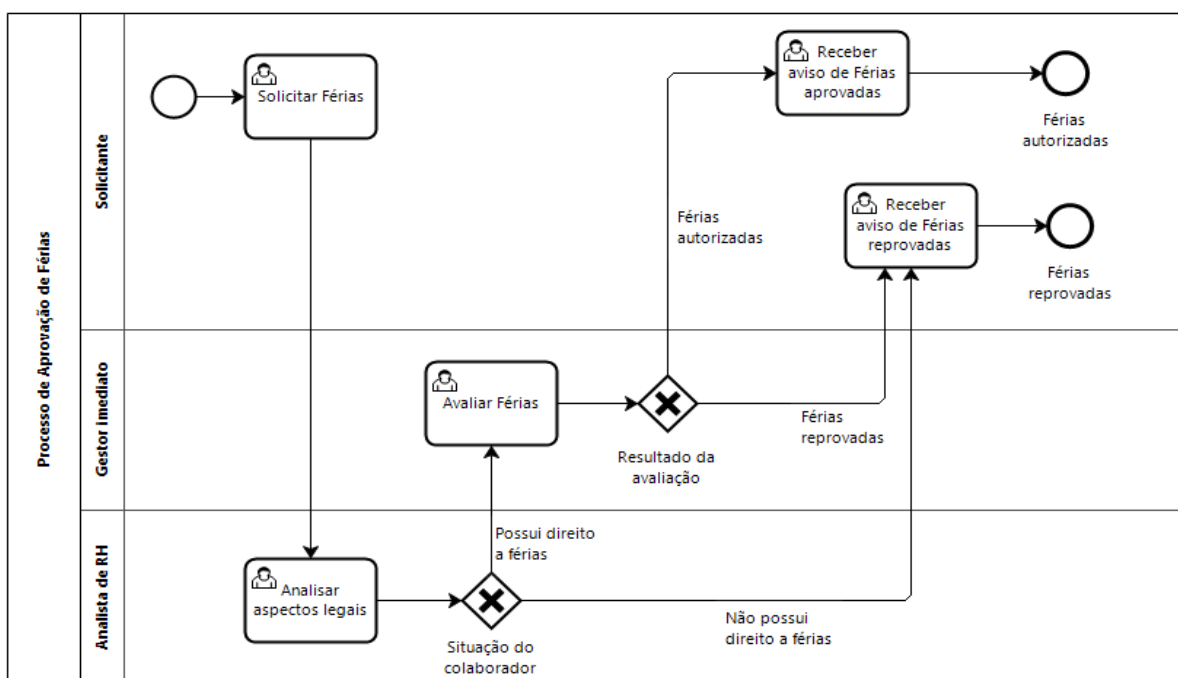 Processo de Aprovação de Férias
Solicitante
Solicitar Férias
Receber
aviso de Férias
aprovadas
Férias
autorizadas
Receber
aviso de Férias
reprovadas
Férias
reprovadas
Férias
autorizadas
Gestor imediato
Avaliar Férias
Resultado da
avaliação
Férias
reprovadas
Analista de RH
Analisar
aspectos legais
Possui direito
a férias
Situação do
colaborador
Não possui
direito a férias